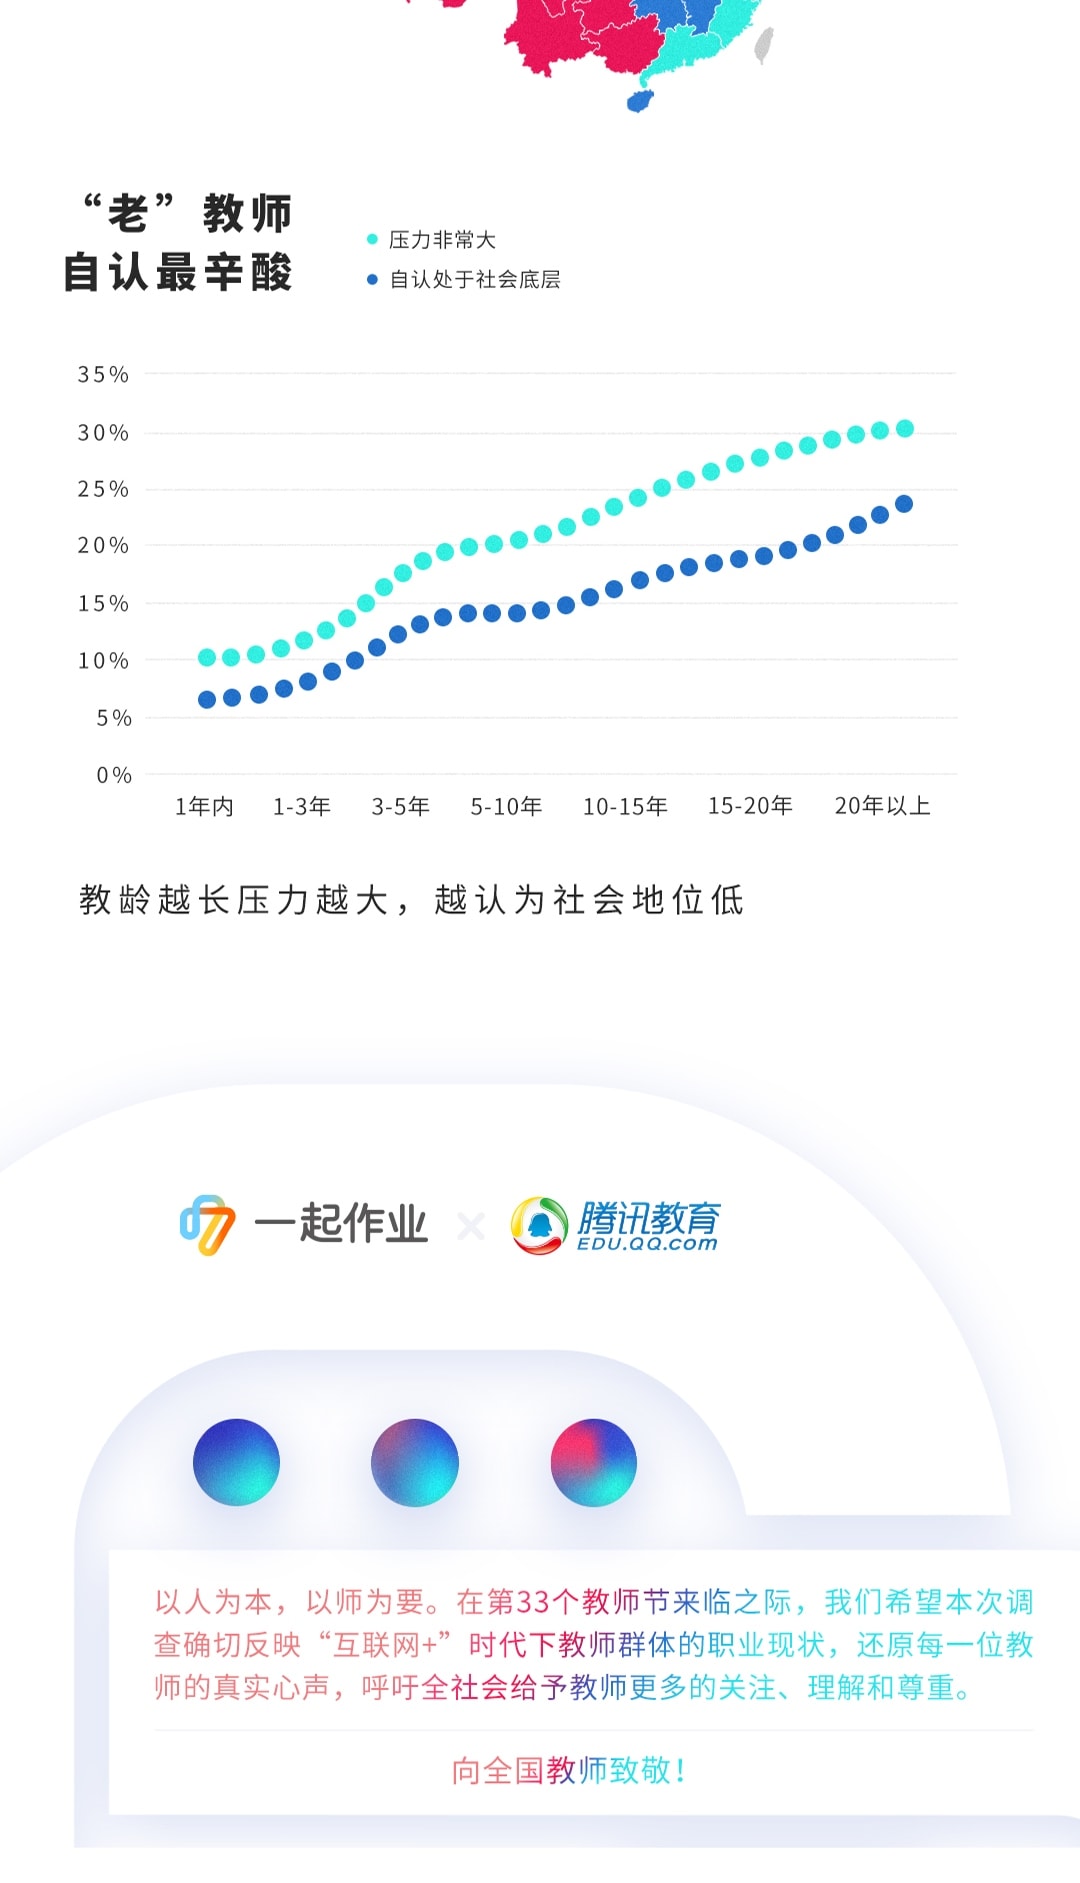 “老”教师
自认最辛酸
压力非常大
自认处于社会底层
35%
30%
25%
20%
15%
10%
5%
0%
1年内 1-3年 3-5年 5-10年 10-15年 15-20年 20年以上
教龄越长压力越大，越认为社会地位低
一起作业 × 腾讯教育
EDU.QQ.com
以人为本，以师为要。在第33个教师节来临之际，我们希望本次调
查确切反映“互联网+”时代下教师群体的职业现状，还原每一位教
师的真实心声，呼吁全社会给予教师更多的关注、理解和尊重。
向全国教师致敬！